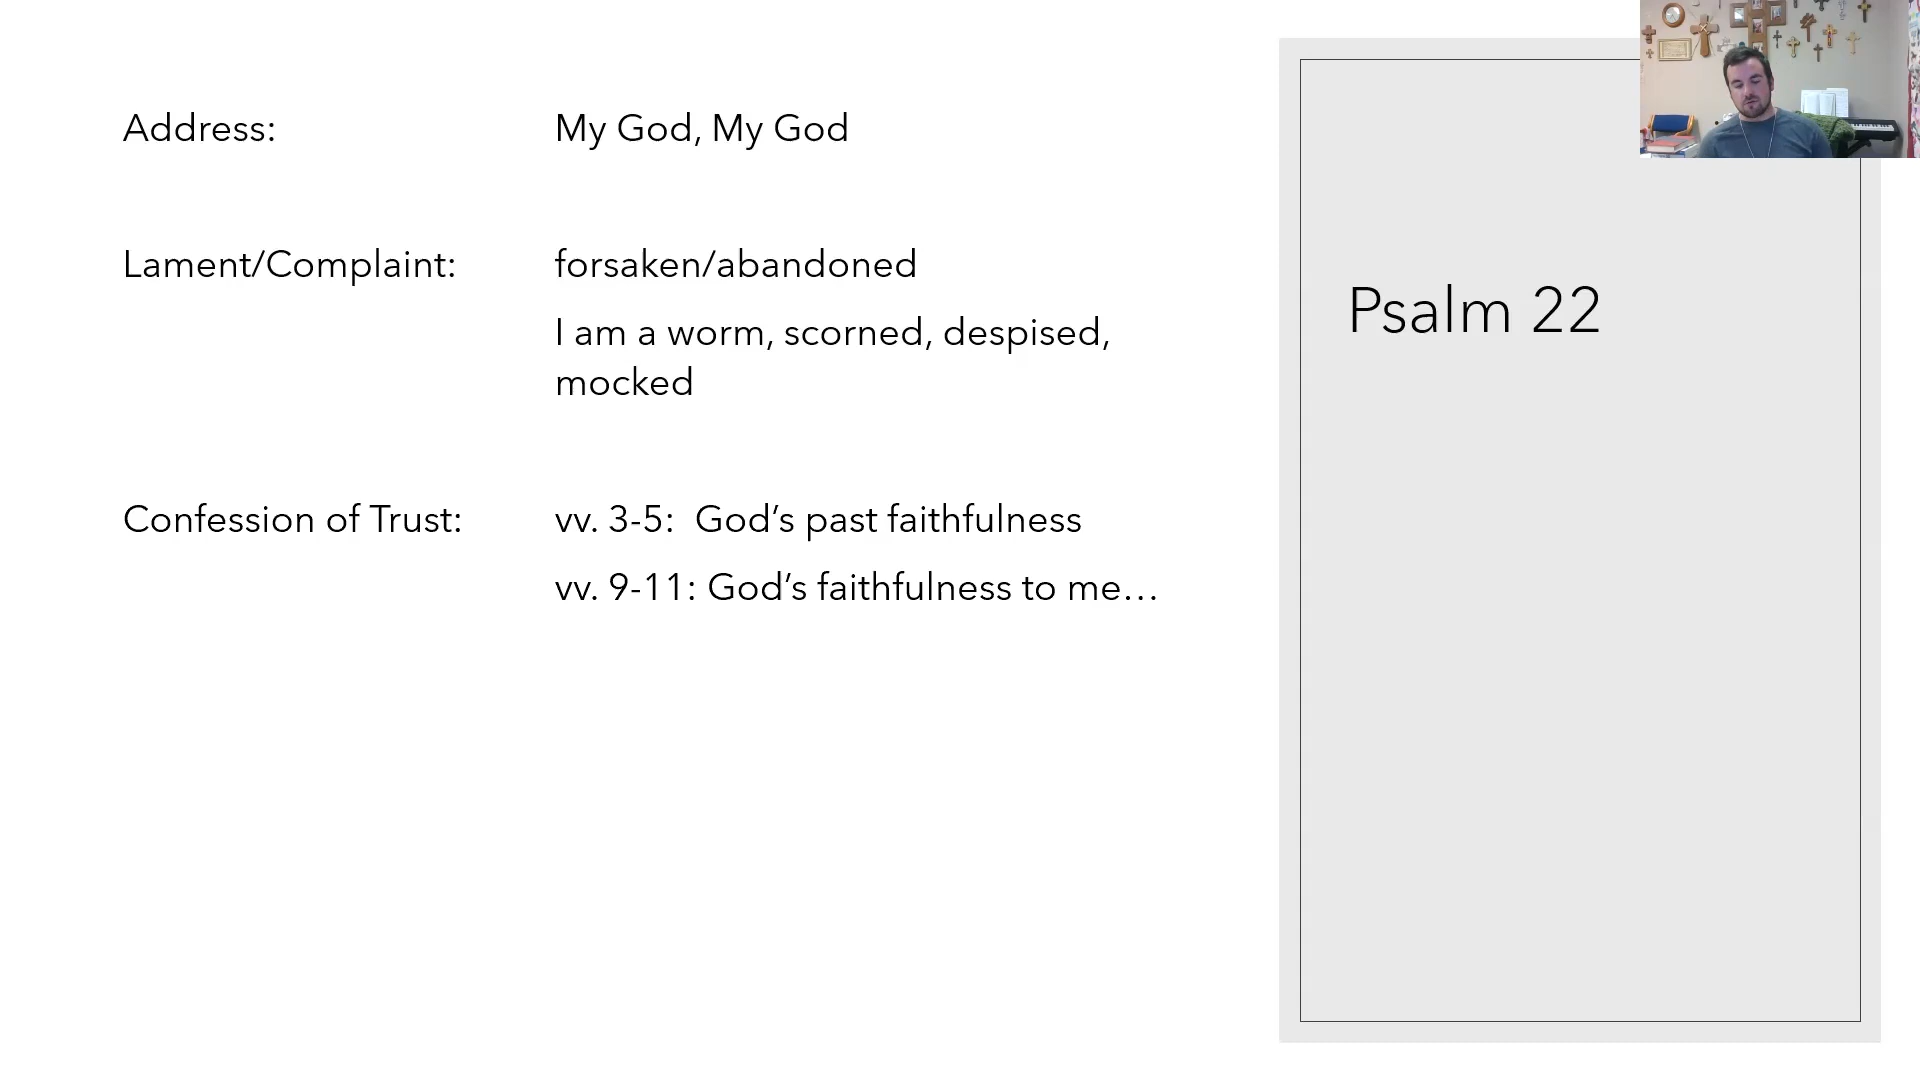 Address: My God, My God
Lament/Complaint: forsaken/abandoned
I am a worm, scorned, despised,
mocked
Confession of Trust: vv. 3-5:  God’s past faithfulness
vv. 9-11: God’s faithfulness to me…
Psalm 22